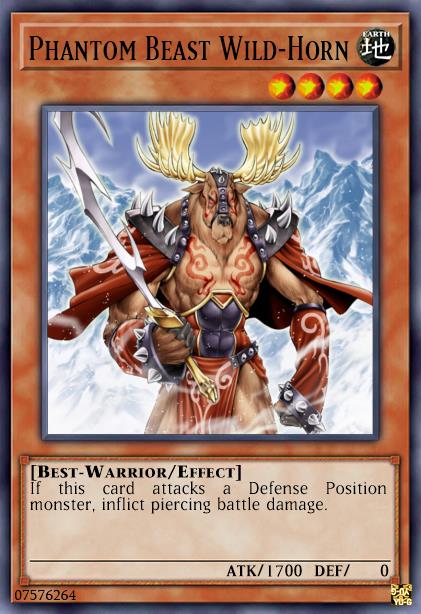 PHANTOM BEAST WILD-HORN
EARTH
地
[BEST-WARRIOR/EFFECT]
If this card attacks a Defense Position
monster, inflict piercing battle damage.
ATK/1700 DEF/ 0
07576264